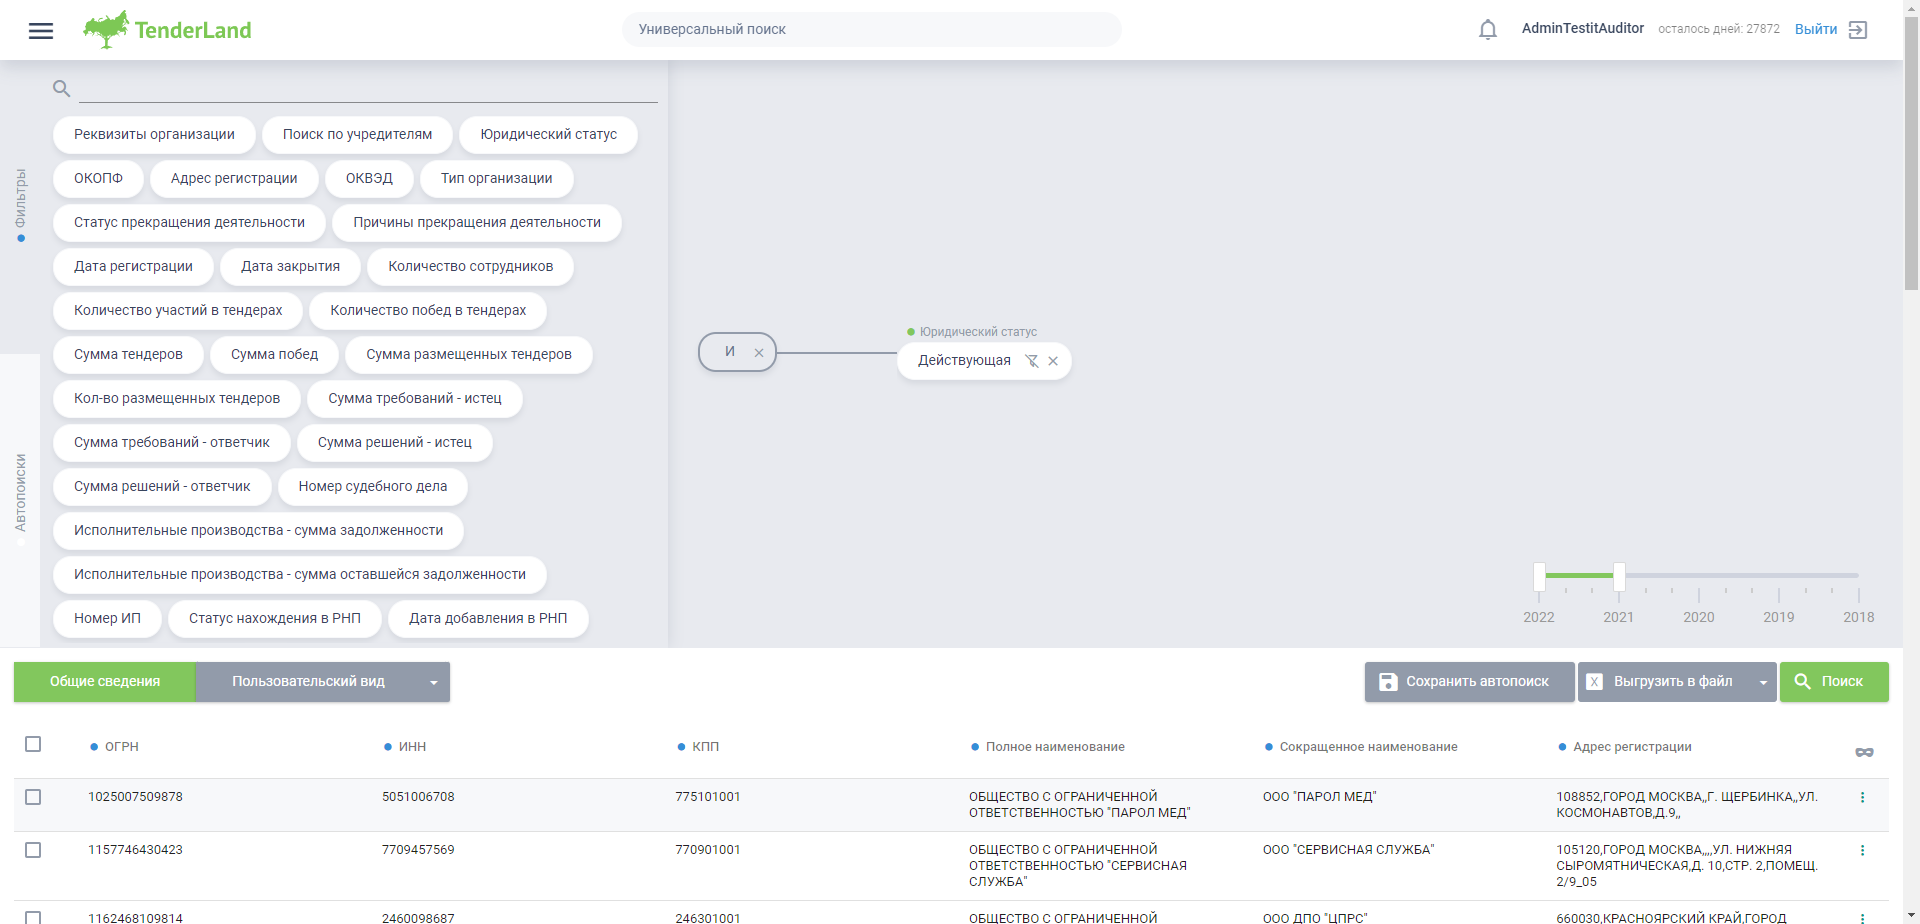 TenderLand
Универсальный поиск
AdminTestitAuditor
осталось дней: 27872
Выйти
Фильтры
Автопоиски
Реквизиты организации
Поиск по учредителям
Юридический статус
ОКОПФ
Адрес регистрации
ОКВЭД
Тип организации
Статус прекращения деятельности
Причины прекращения деятельности
Дата регистрации
Дата закрытия
Количество сотрудников
Количество участий в тендерах
Количество побед в тендерах
Сумма тендеров
Сумма побед
Сумма размещенных тендеров
Кол-во размещенных тендеров
Сумма требований - истец
Сумма требований - ответчик
Сумма решений - истец
Сумма решений - ответчик
Номер судебного дела
Исполнительные производства - сумма задолженности
Исполнительные производства - сумма оставшейся задолженности
Номер ИП
Статус нахождения в РНП
Дата добавления в РНП
И
Юридический статус
Действующая
2022
2021
2020
2019
2018
Общие сведения
Пользовательский вид
Сохранить автопоиск
X
Выгрузить в файл
Поиск
ОГРН
ИНН
КПП
Полное наименование
Сокращенное наименование
Адрес регистрации
1025007509878
5051006708
775101001
ОБЩЕСТВО С ОГРАНИЧЕННОЙ
ОТВЕТСТВЕННОСТЬЮ "ПАРОЛ МЕД"
ООО "ПАРОЛ МЕД"
108852,ГОРОД МОСКВА,,Г. ЩЕРБИНКА,,УЛ.
КОСМОНАВТОВ,Д.9,,
1157746430423
7709457569
770901001
ОБЩЕСТВО С ОГРАНИЧЕННОЙ
ОТВЕТСТВЕННОСТЬЮ "СЕРВИСНАЯ
СЛУЖБА"
ООО "СЕРВИСНАЯ СЛУЖБА"
105120,ГОРОД МОСКВА,,,,УЛ. НИЖНЯЯ
СЫРОМЯТНИЧЕСКАЯ,Д. 10,СТР. 2,ПОМЕЩ.
2/9_05
1162468109814
2460098687
246301001
ОБЩЕСТВО С ОГРАНИЧЕННОЙ
ООО ДПО "ЦПРС"
660030,КРАСНОЯРСКИЙ КРАЙ,ГОРОД